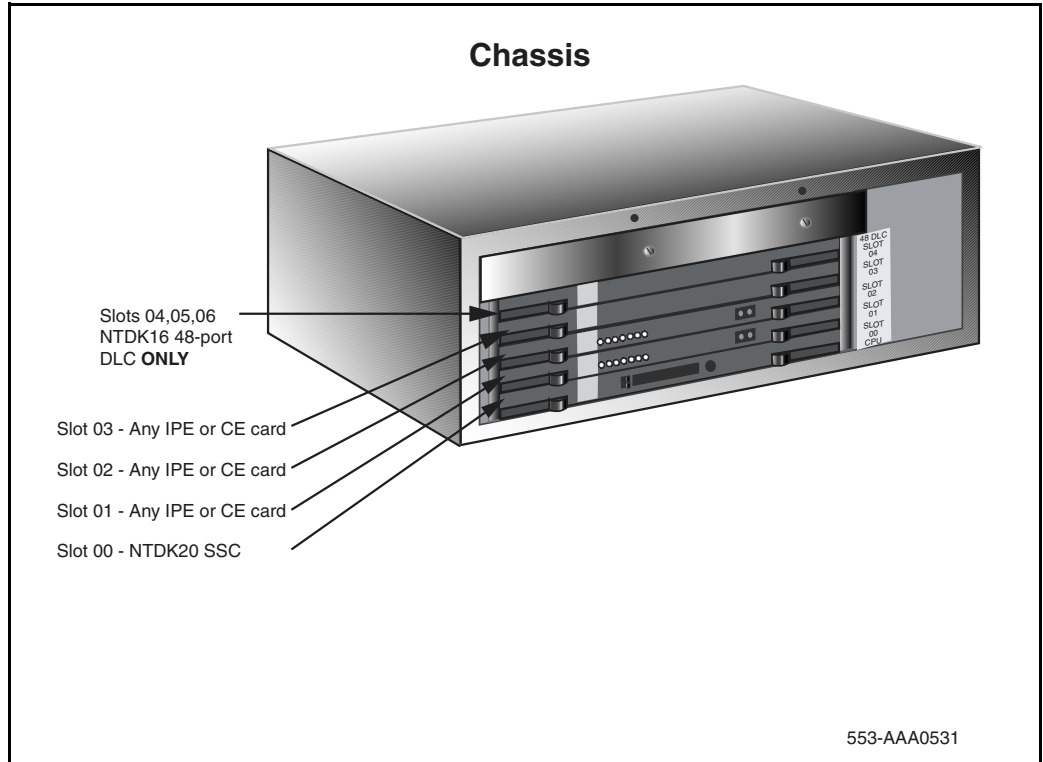 Chassis
48 DLC
SLOT
04
SLOT
03
SLOT
02
SLOT
01
SLOT
00
CPU
Slots 04,05,06
NTDK16 48-port
DLC ONLY
Slot 03 - Any IPE or CE card
Slot 02 - Any IPE or CE card
Slot 01 - Any IPE or CE card
Slot 00 - NTDK20 SSC
553-AAA0531